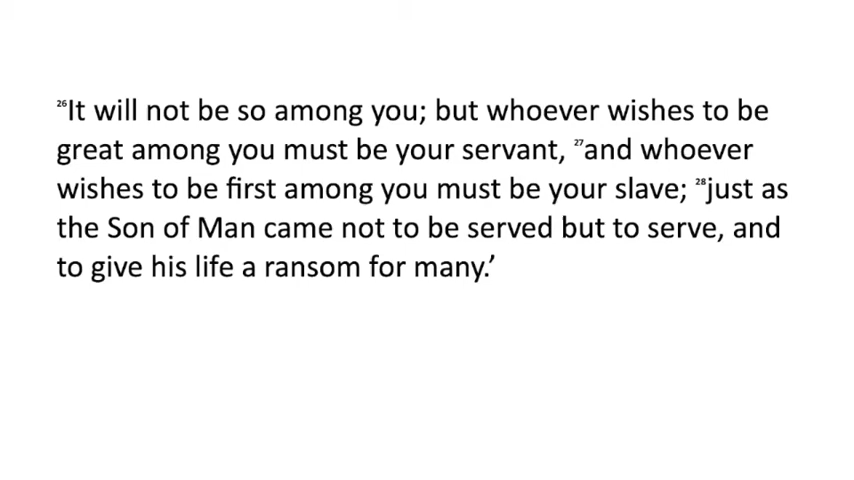 ²⁶It will not be so among you; but whoever wishes to be
great among you must be your servant, ²⁷and whoever
wishes to be first among you must be your slave; ²⁸just as
the Son of Man came not to be served but to serve, and
to give his life a ransom for many.’